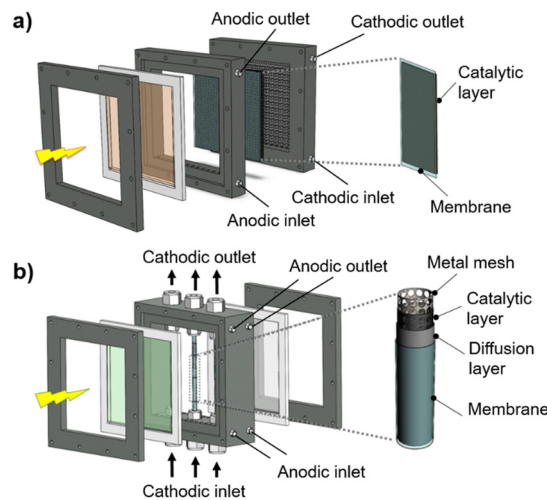 a)
Anodic outlet
Cathodic outlet
Catalytic
layer
Membrane
Cathodic inlet
Anodic inlet
b)
Cathodic outlet
Anodic outlet
Metal mesh
Catalytic
layer
Diffusion
layer
Membrane
Anodic inlet
Cathodic inlet